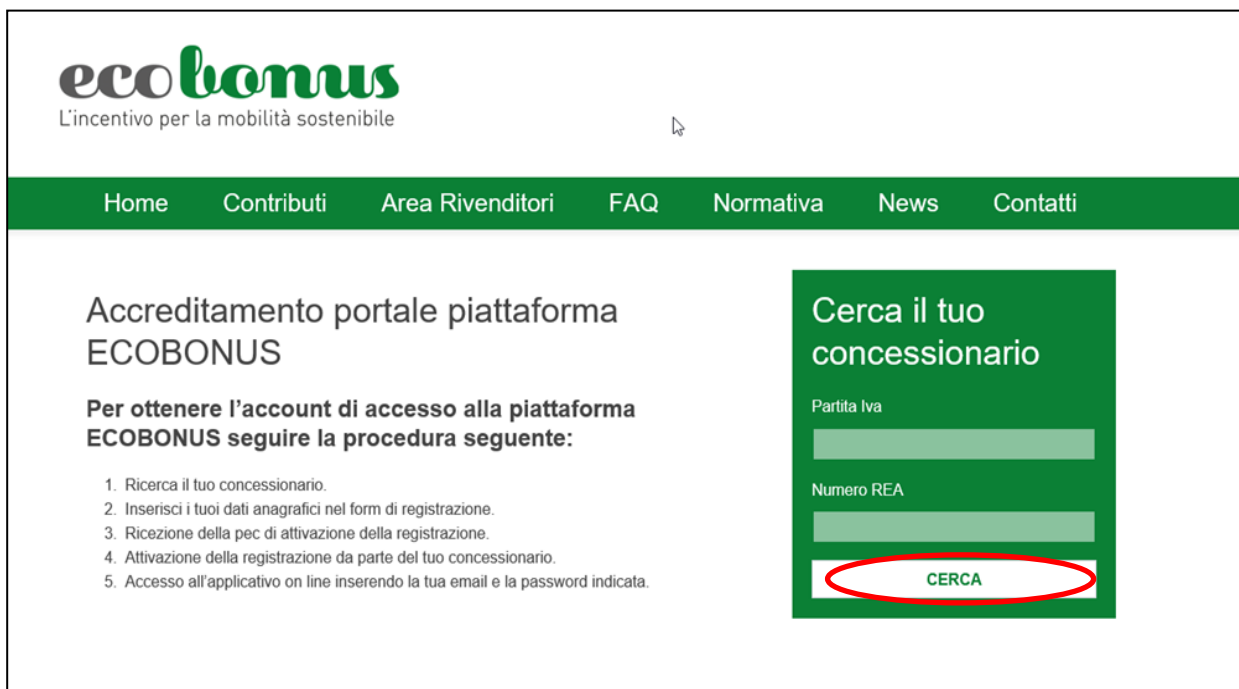 ecobonus
L'incentivo per la mobilità sostenibile
Home Contributi Area Rivenditori FAQ Normativa News Contatti
Accreditamento portale piattaforma
ECOBONUS
Per ottenere l'account di accesso alla piattaforma
ECOBONUS seguire la procedura seguente:
1. Ricerca il tuo concessionario.
2. Inserisci i tuoi dati anagrafici nel form di registrazione.
3. Ricezione della pec di attivazione della registrazione.
4. Attivazione della registrazione da parte del tuo concessionario.
5. Accesso all'applicativo on line inserendo la tua email e la password indicata.
Cerca il tuo
concessionario
Partita Iva
Numero REA
CERCA